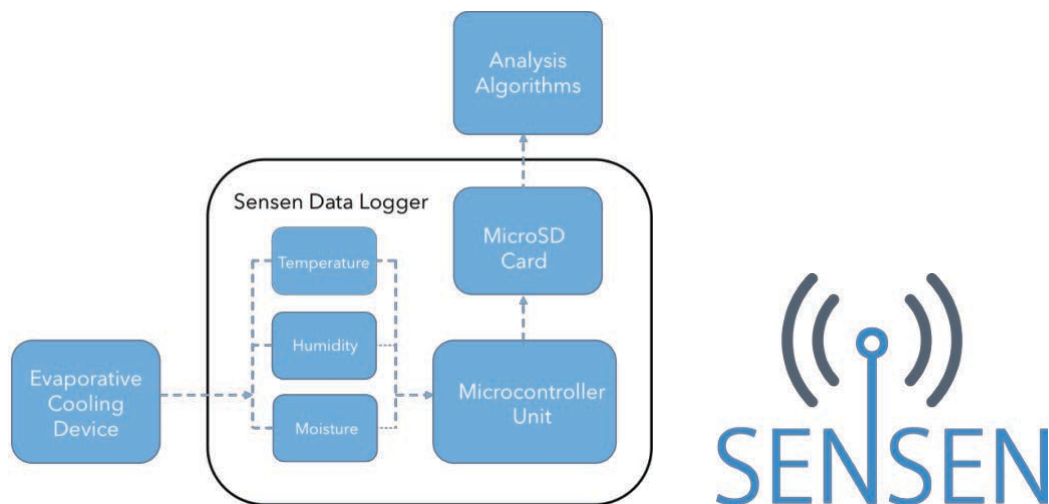 Analysis
Algorithms
Sensen Data Logger
MicroSD
Card
Temperature
Humidity
Moisture
Evaporative
Cooling
Device
Microcontroller
Unit
SENSEN